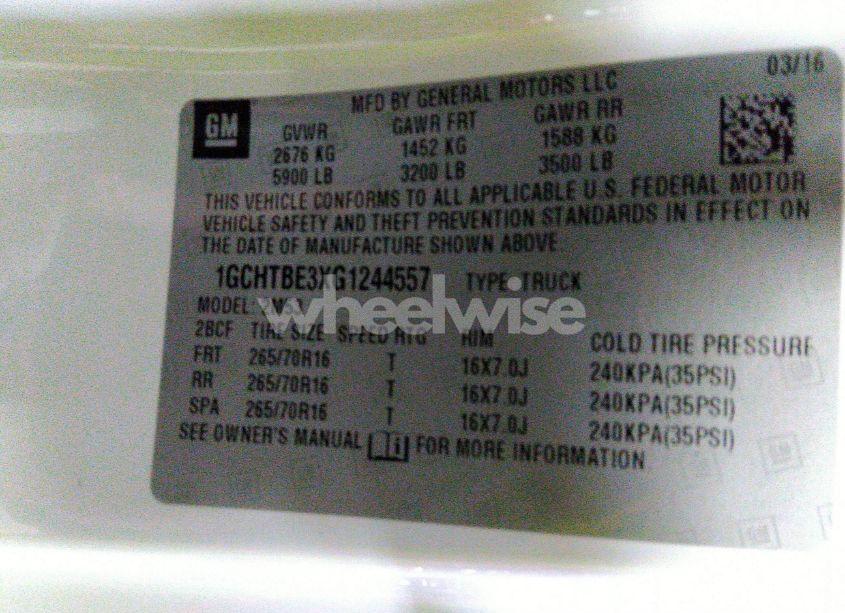 03/16
GM
MFD BY GENERAL MOTORS LLC
GVWR GAWR FRT GAWR RR
2676 KG 1452 KG 1588 KG
5900 LB 3200 LB 3500 LB
THIS VEHICLE CONFORMS TO ALL APPLICABLE U.S. FEDERAL MOTOR
VEHICLE SAFETY AND THEFT PREVENTION STANDARDS IN EFFECT ON
THE DATE OF MANUFACTURE SHOWN ABOVE.
1GCHTBE3XG1244557 TYPE: TRUCK
wheelwise
MODEL:
2BCF TIRE SIZE SPEED RTG RIM COLD TIRE PRESSURE
FRT 265/70R16 T 16X7.0J 240KPA(35PSI)
RR 265/70R16 T 16X7.0J 240KPA(35PSI)
SPA 265/70R16 T 16X7.0J 240KPA(35PSI)
SEE OWNER'S MANUAL FOR MORE INFORMATION